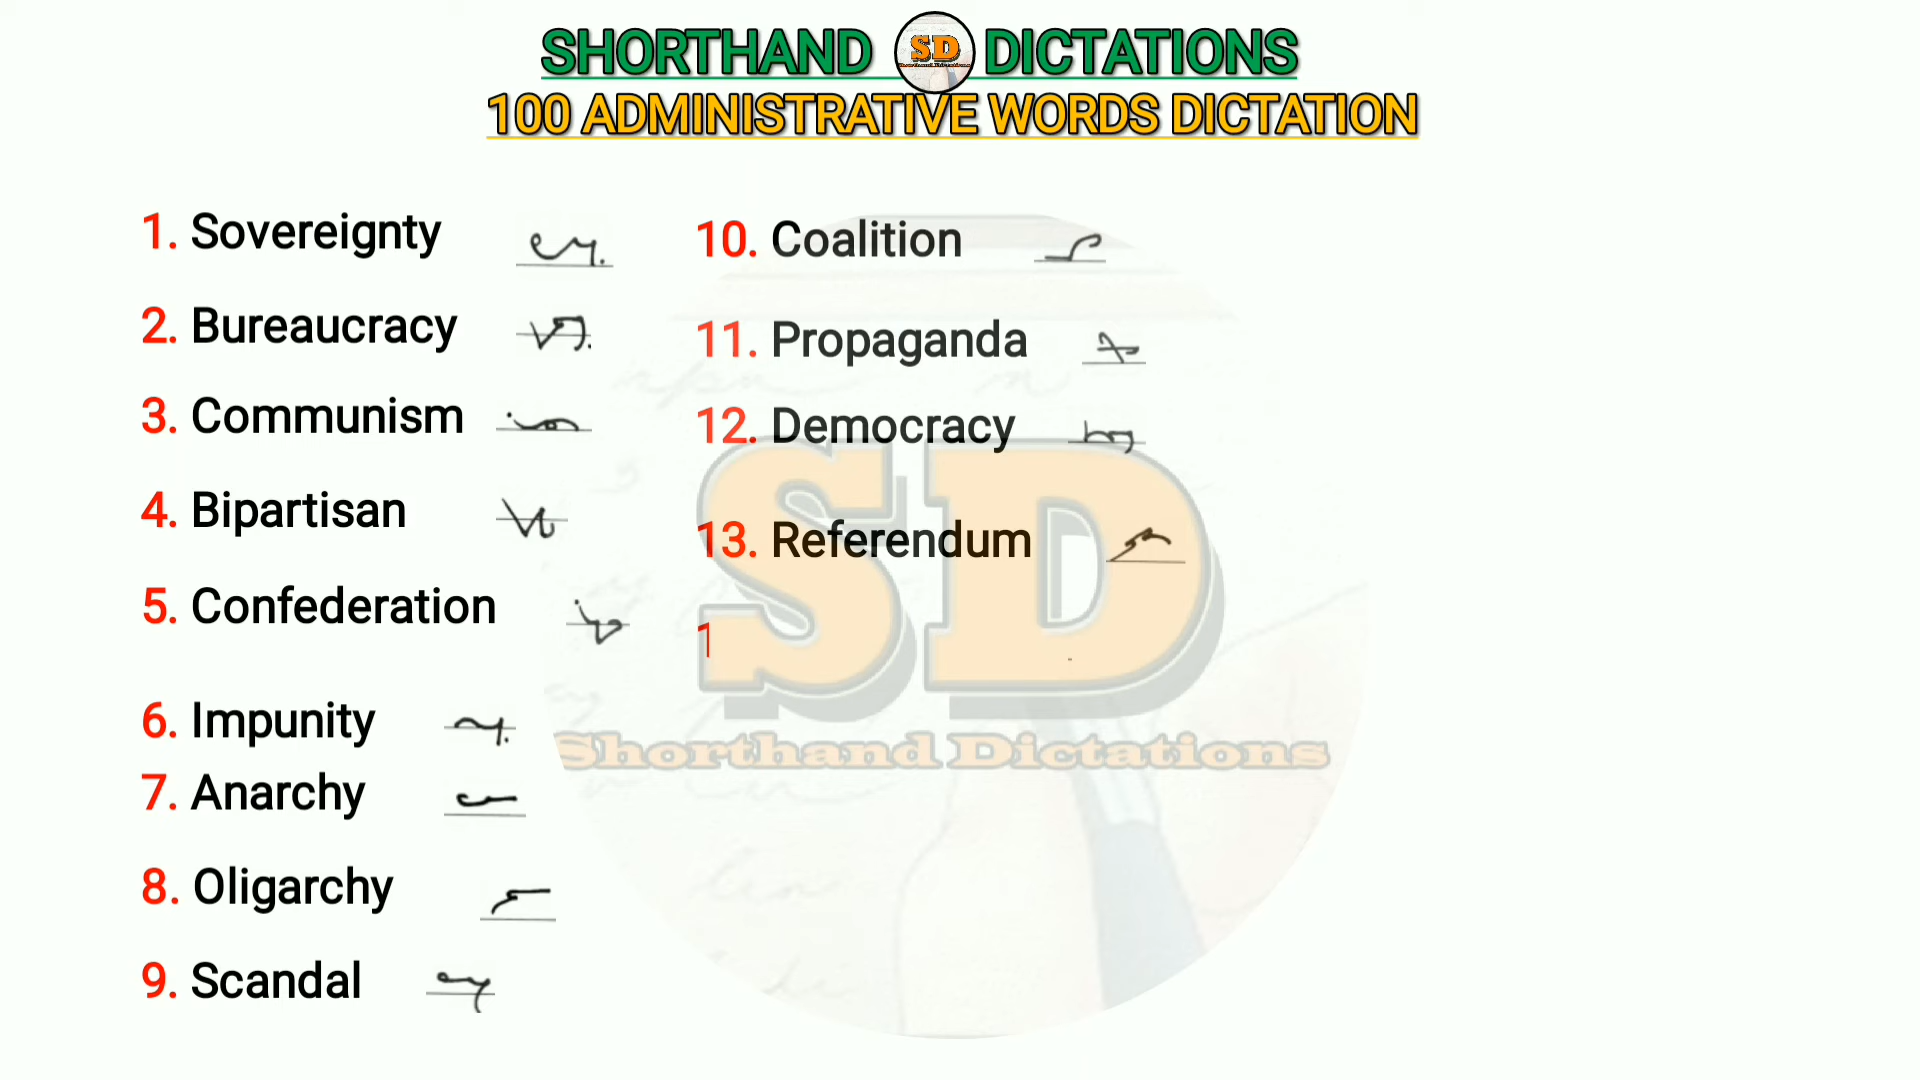 SHORTHAND SD DICTATIONS
100 ADMINISTRATIVE WORDS DICTATION
1. Sovereignty
2. Bureaucracy
3. Communism
4. Bipartisan
5. Confederation
6. Impunity
7. Anarchy
8. Oligarchy
9. Scandal
10. Coalition
11. Propaganda
12. Democracy
13. Referendum
1
SD
Shorthand Dictations